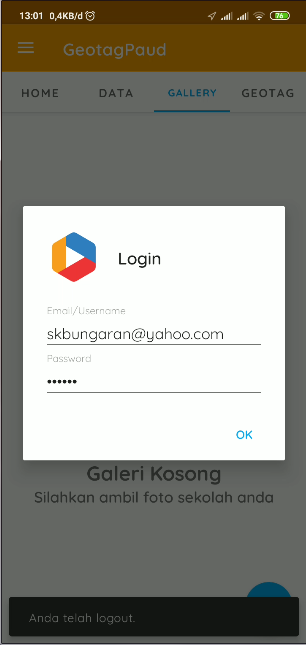 13:01 0,4KB/d 76
GeotagPaud
HOME DATA GALLERY GEOTAG
Login
Email/Username
skbungaran@yahoo.com
Password
••••••
OK
Galeri Kosong
Silahkan ambil foto sekolah anda
Anda telah logout.